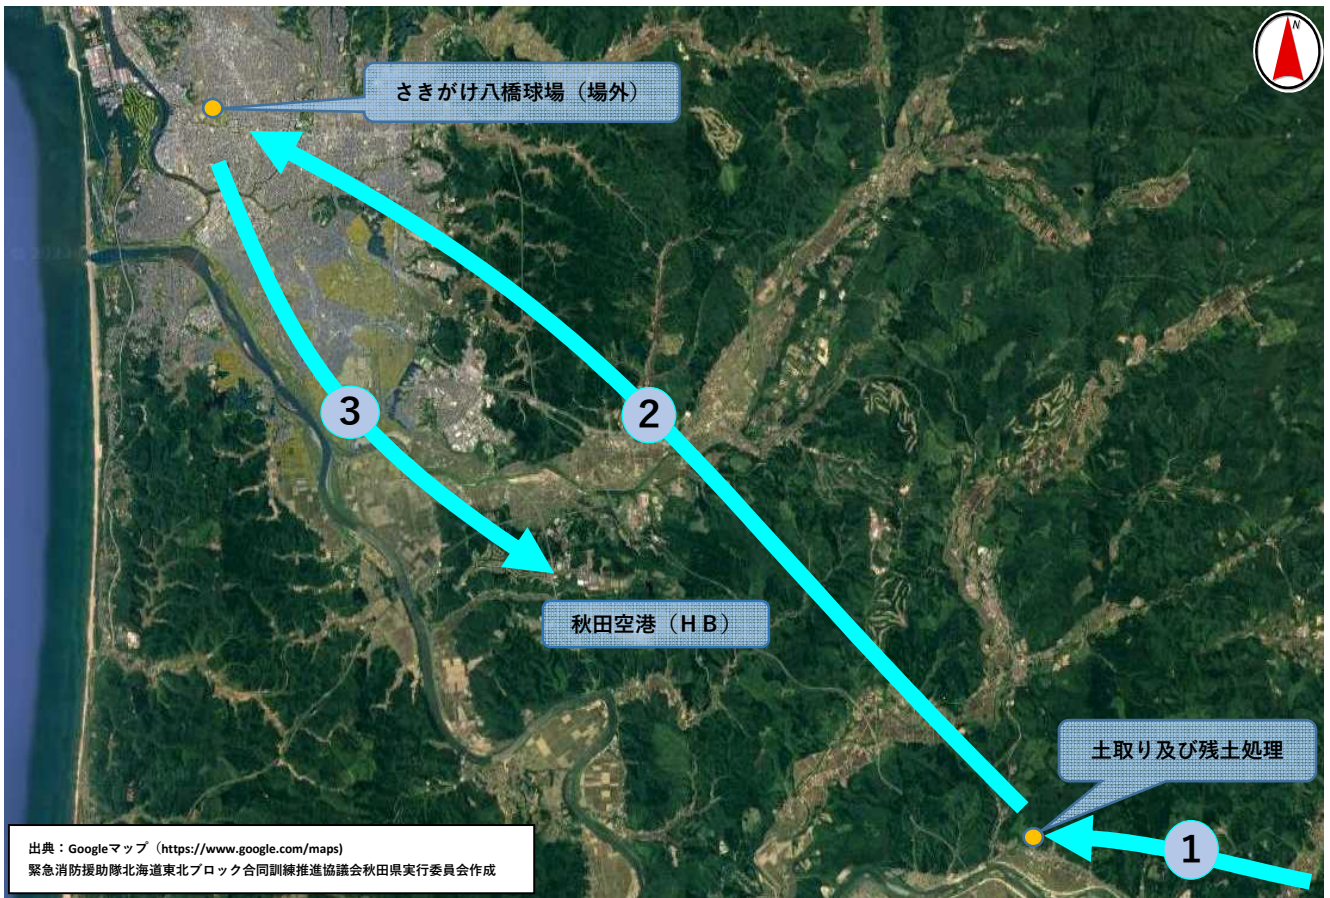 N
さきがけ八橋球場（場外）
3
2
秋田空港（ＨＢ）
土取り及び残土処理
1
出典：Googleマップ（https://www.google.com/maps)
緊急消防援助隊北海道東北ブロック合同訓練推進協議会秋田県実行委員会作成